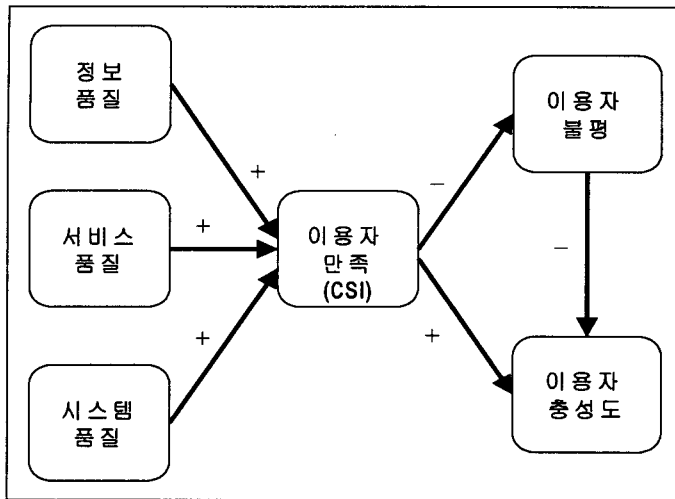 정보
품질
이용자
불평
+
−
서비스
품질
+
이용자
만족
(CSI)
−
+
+
시스템
품질
이용자
충성도